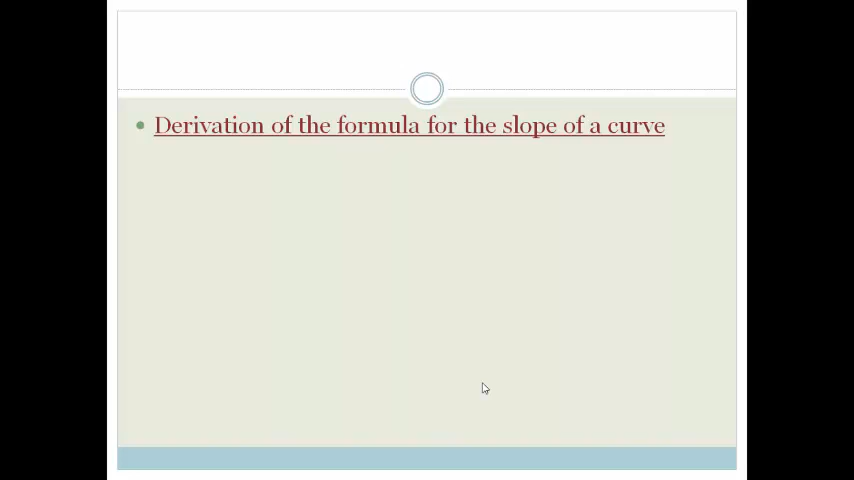 Derivation of the formula for the slope of a curve